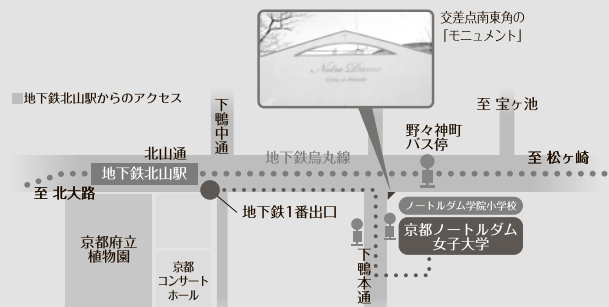 交差点南東角の
「モニュメント」
Notre Dame
地下鉄北山駅からのアクセス
下鴨中通
至 宝ヶ池
野々神町
バス停
北山通
地下鉄烏丸線
至 松ヶ崎
地下鉄北山駅
至 北大路
ノートルダム学院小学校
地下鉄1番出口
京都ノートルダム
女子大学
京都府立
植物園
京都
コンサート
ホール
下鴨本通